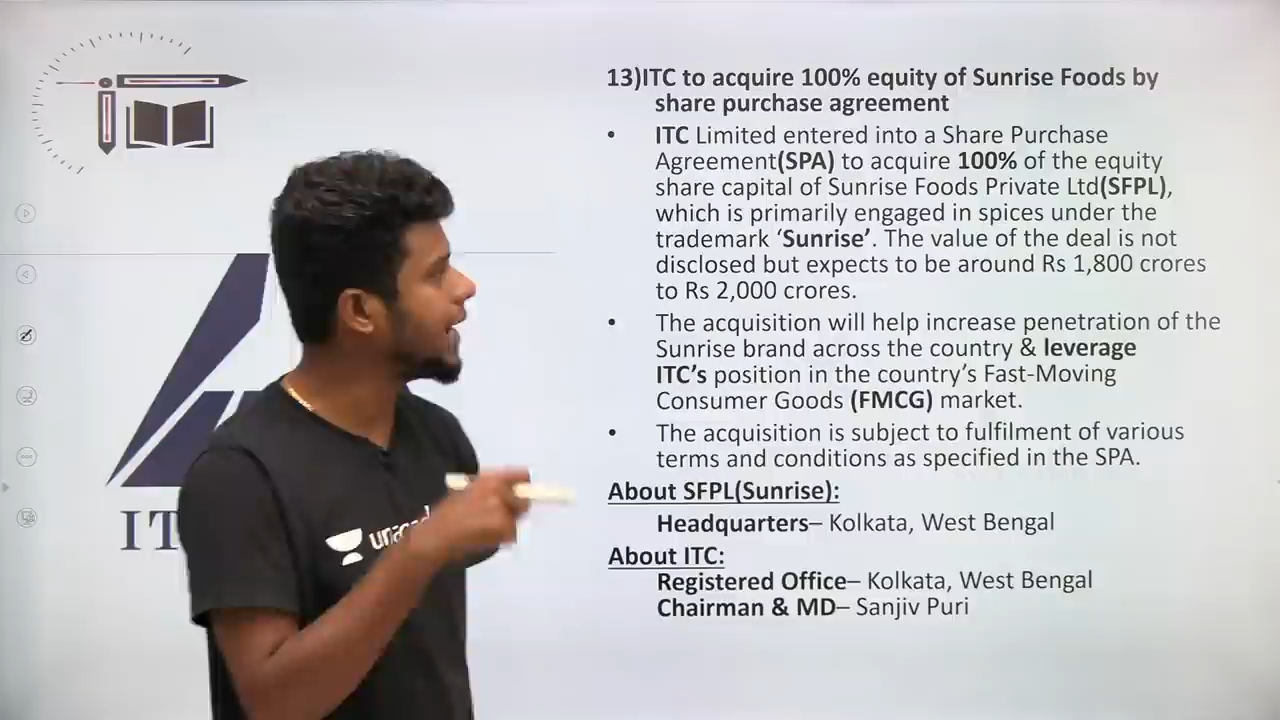 13)ITC to acquire 100% equity of Sunrise Foods by
share purchase agreement
• ITC Limited entered into a Share Purchase
Agreement(SPA) to acquire 100% of the equity
share capital of Sunrise Foods Private Ltd(SFPL),
which is primarily engaged in spices under the
trademark ‘Sunrise’. The value of the deal is not
disclosed but expects to be around Rs 1,800 crores
to Rs 2,000 crores.
• The acquisition will help increase penetration of the
Sunrise brand across the country & leverage
ITC’s position in the country’s Fast-Moving
Consumer Goods (FMCG) market.
• The acquisition is subject to fulfilment of various
terms and conditions as specified in the SPA.
About SFPL(Sunrise):
Headquarters– Kolkata, West Bengal
About ITC:
Registered Office– Kolkata, West Bengal
Chairman & MD– Sanjiv Puri